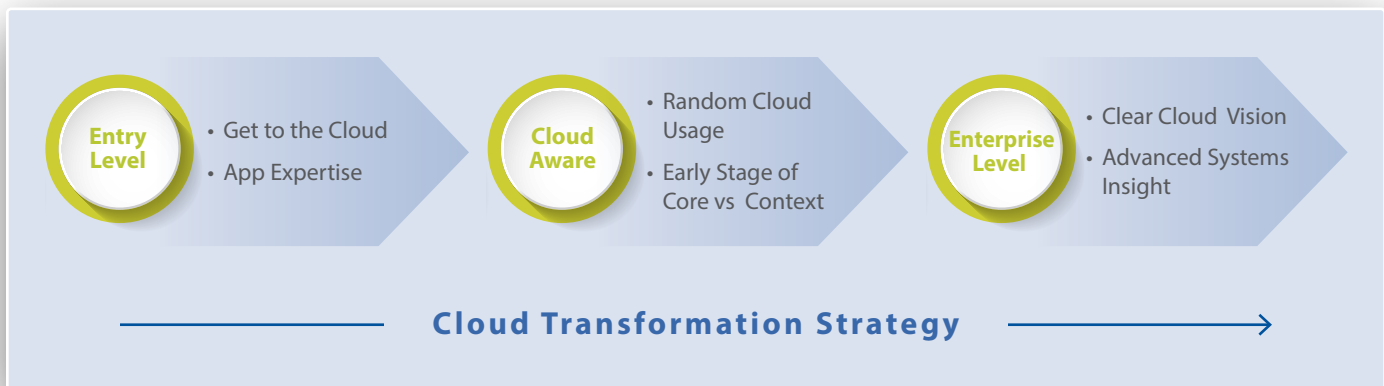 Entry
Level
• Get to the Cloud
• App Expertise
Cloud
Aware
• Random Cloud
Usage
• Early Stage of
Core vs Context
Enterprise
Level
• Clear Cloud Vision
• Advanced Systems
Insight
Cloud Transformation Strategy